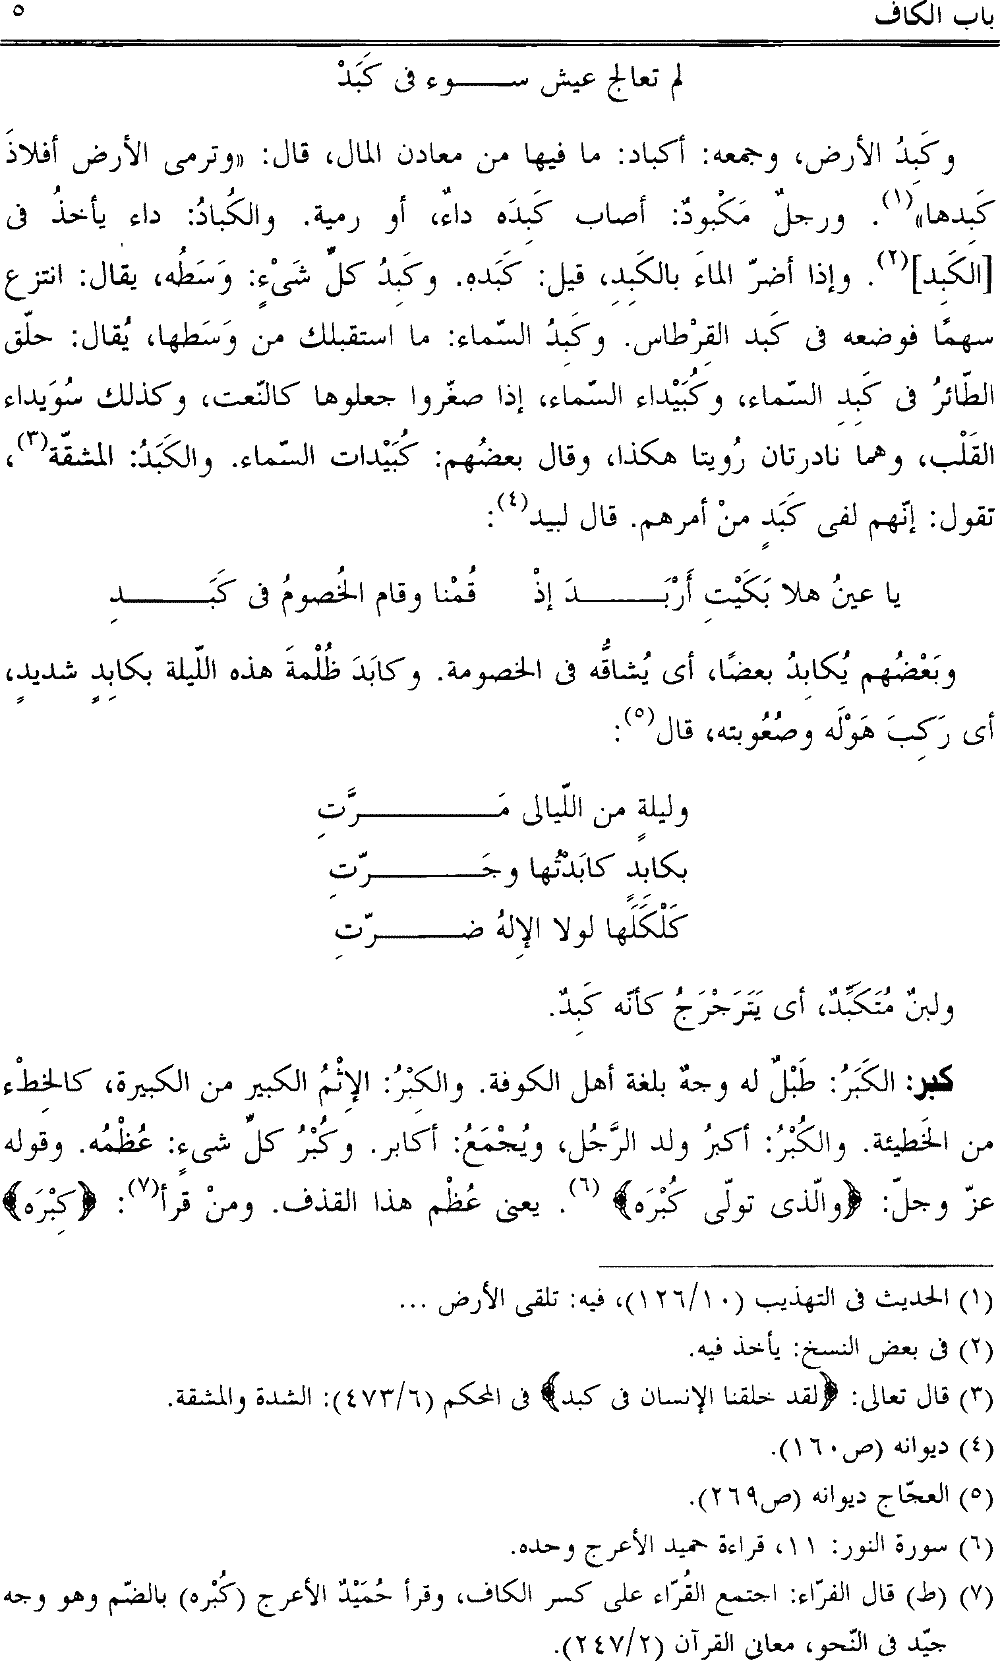 باب الكاف ٥
لم تعالج عيش ســـوء فى كَبَدْ
وكَبِدُ الأرض، وجمعه: أكباد: ما فيها من معادن المال، قال: «وترمى الأرض أفلاذَ
كَبِدها»(١). ورجلٌ مَكْبودٌ: أصاب كَبِدَه داءٌ، أو رمية. والكُبادُ: داء يأخذُ فى
[الكَبِد](٢). وإذا أضرّ الماءَ بالكَبِدِ، قيل: كَبَده. وكَبِدُ كلِّ شَىْءٍ: وَسَطُه، يقال: انتزع
سهمًا فوضعه فى كَبد القِرْطاس. وكَبِدُ السّماء: ما استقبلك من وَسَطها، يُقال: حلّق
الطّائرُ فى كَبِدِ السّماء، وكُبَيْداء السّماء، إذا صغّروا جعلوها كالنّعت، وكذلك سُوَيداء
القَلْب، وهما نادرتان رُويتا هكذا، وقال بعضُهم: كُبَيْدات السّماء. والكَبَدُ: المشقّة(٣)،
تقول: إنّهم لفى كَبَدٍ منْ أمرهم. قال لبيد(٤):
يا عينُ هلا بَكَيْتِ أَرْبَـــدَ إذْ قُمْنا وقام الخُصومُ فى كَبَـــدِ
وبَعْضُهم يُكابِدُ بعضًا، أى يُشاقُّه فى الخصومة. وكابَدَ ظُلْمةَ هذه اللّيلة بكابِدٍ شديدٍ،
أى رَكِبَ هَوْلَه وصُعُوبته، قال(٥):
وليلةٍ من اللّيالى مَـــرَّتِ
بكابِدٍ كابَدْتُها وجَـــرّتِ
كَلْكَلَها لولا الإلهُ ضـــرّتِ
ولبنٌ مُتَكَبِّدٌ، أى يَتَرَجْرَجُ كأنّه كَبِدٌ.
كبر: الكَبَرُ: طَبْلٌ له وجهٌ بلغة أهل الكوفة. والكِبْرُ: الإثْمُ الكبير من الكبيرة، كالخِطْء
من الخَطيئة. والكُبْرُ: أكبرُ ولد الرَّجُل، ويُجْمَعُ: أكابر. وكُبْرُ كلِّ شىءٍ: عُظْمُه. وقوله
عزّ وجلّ: ﴿والّذى تولّى كُبْرَه﴾ (٦). يعنى عُظْم هذا القذف. ومنْ قرأ(٧): ﴿كِبْرَه﴾
(١) الحديث فى التهذيب (١٢٦/١٠)، فيه: تلقى الأرض ...
(٢) فى بعض النسخ: يأخذ فيه.
(٣) قال تعالى: ﴿لقد خلقنا الإنسان فى كبد﴾ فى المحكم (٤٧٣/٦): الشدة والمشقة.
(٤) ديوانه (ص١٦٠).
(٥) العجّاج ديوانه (ص٢٦٩).
(٦) سورة النور: ١١، قراءة حميد الأعرج وحده.
(٧) (ط) قال الفرّاء: اجتمع القُرّاء على كسر الكاف، وقرأ حُمَيْدٌ الأعرج (كُبْره) بالضّم وهو وجه
جيّد فى النّحو، معانى القرآن (٢٤٧/٢).